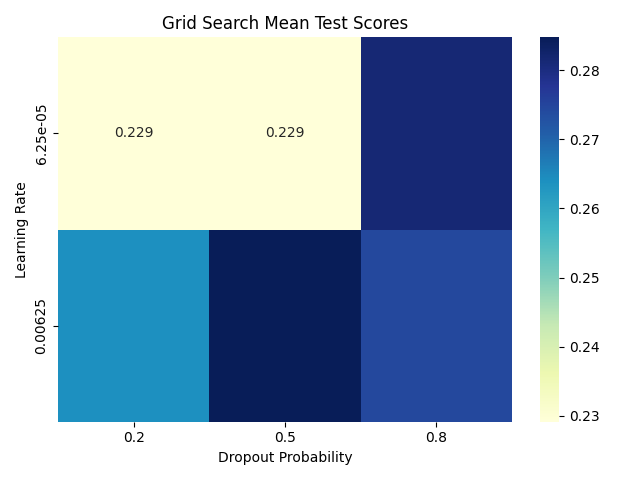 Grid Search Mean Test Scores
Learning Rate
6.25e-05
0.00625
0.229 0.229
0.2 0.5 0.8
Dropout Probability
0.28
0.27
0.26
0.25
0.24
0.23